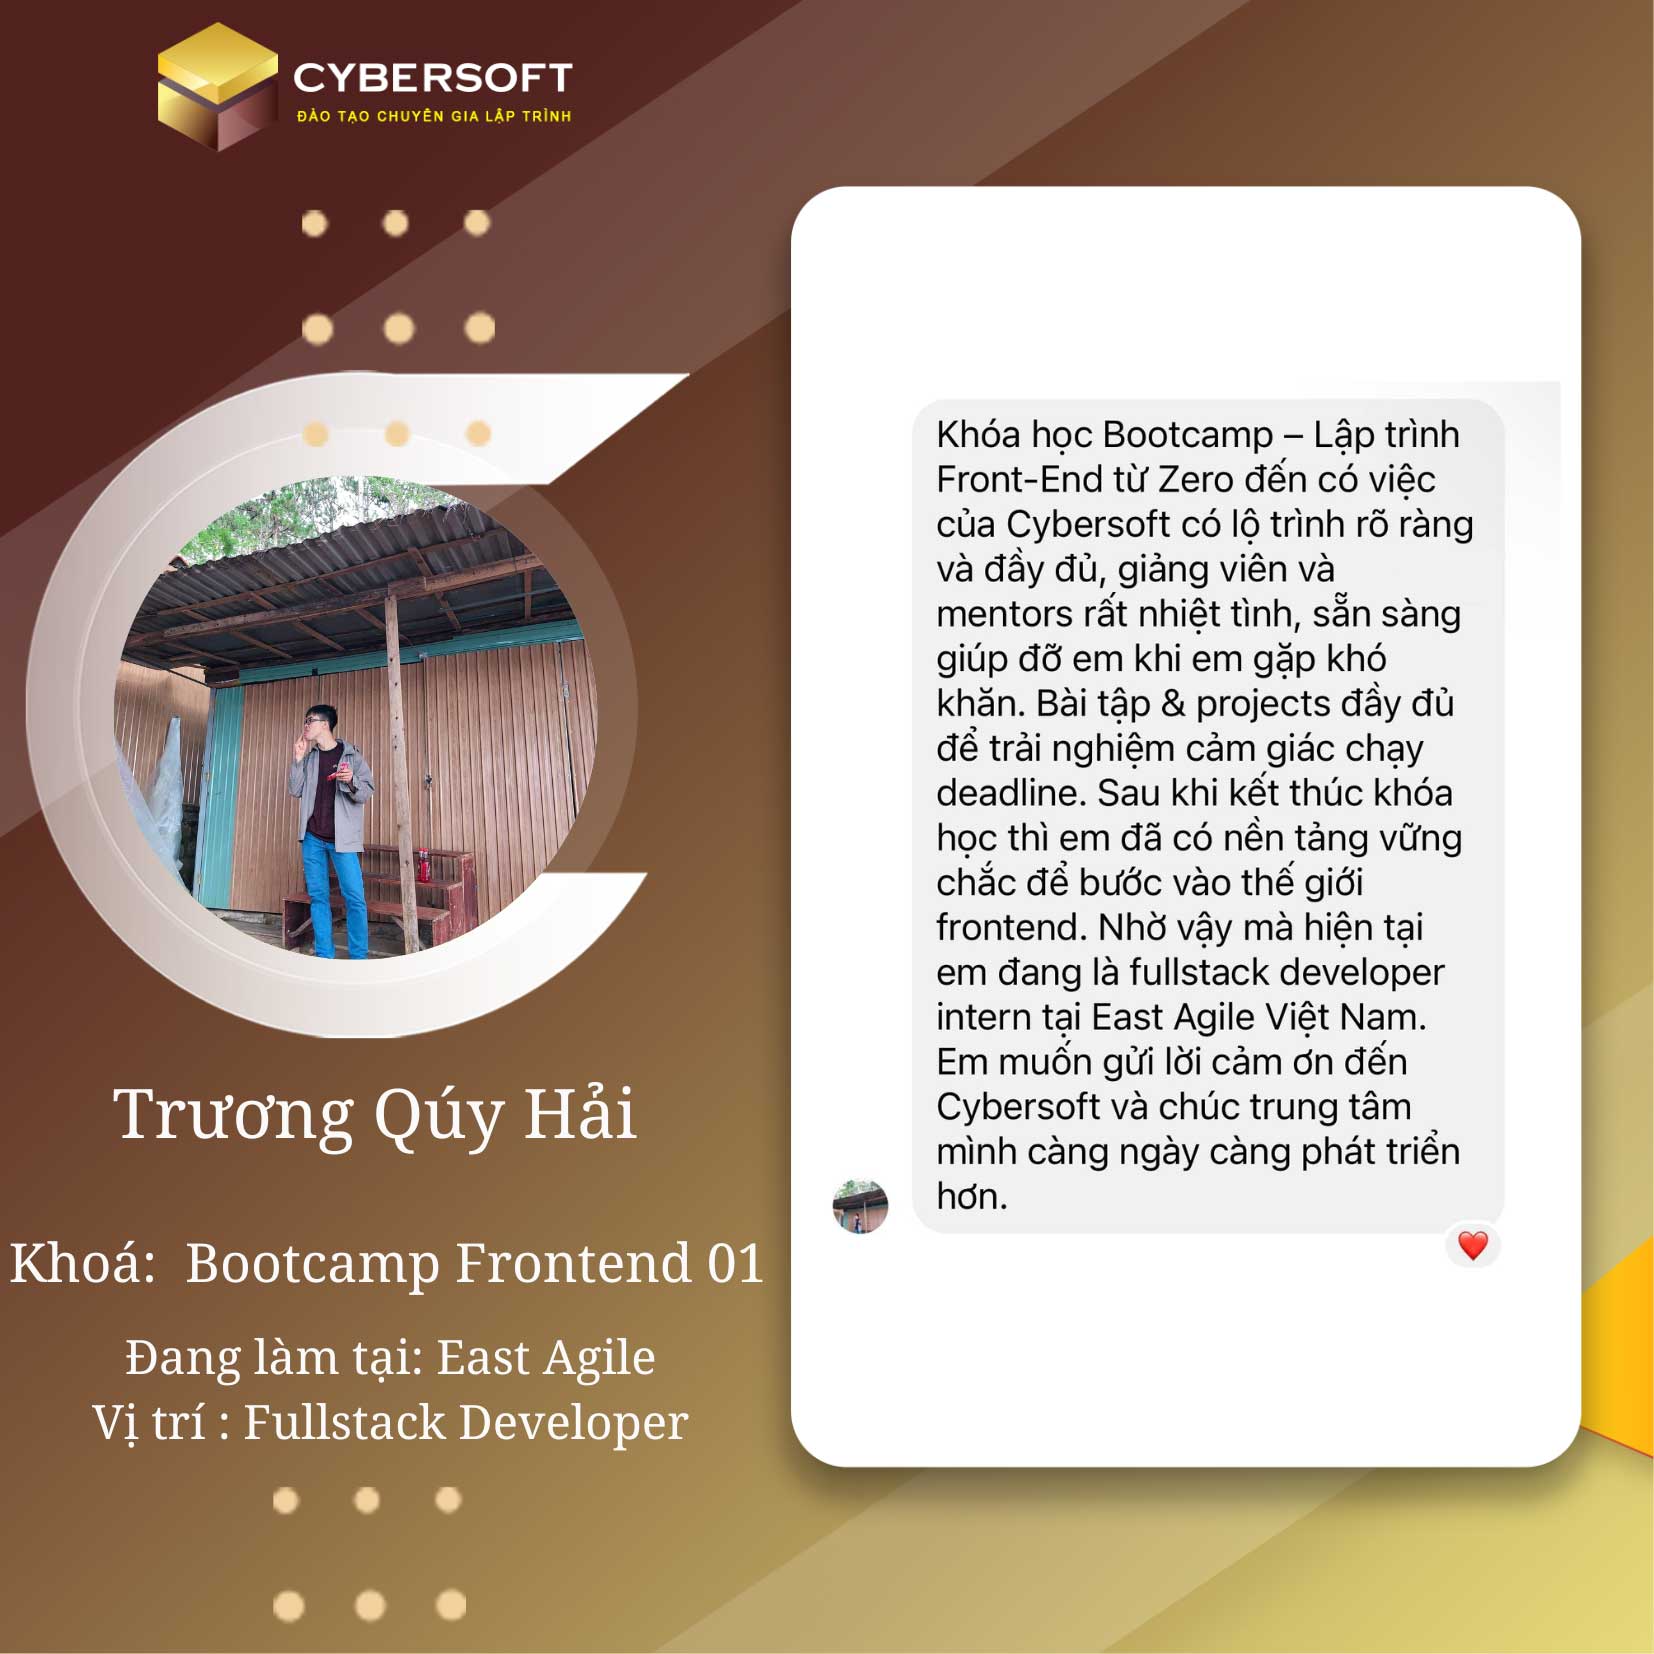 CYBERSOFT
ĐÀO TẠO CHUYÊN GIA LẬP TRÌNH
Trương Qúy Hải
Khoá: Bootcamp Frontend 01
Đang làm tại: East Agile
Vị trí : Fullstack Developer
Khóa học Bootcamp – Lập trình
Front-End từ Zero đến có việc
của Cybersoft có lộ trình rõ ràng
và đầy đủ, giảng viên và
mentors rất nhiệt tình, sẵn sàng
giúp đỡ em khi em gặp khó
khăn. Bài tập & projects đầy đủ
để trải nghiệm cảm giác chạy
deadline. Sau khi kết thúc khóa
học thì em đã có nền tảng vững
chắc để bước vào thế giới
frontend. Nhờ vậy mà hiện tại
em đang là fullstack developer
intern tại East Agile Việt Nam.
Em muốn gửi lời cảm ơn đến
Cybersoft và chúc trung tâm
mình càng ngày càng phát triển
hơn.